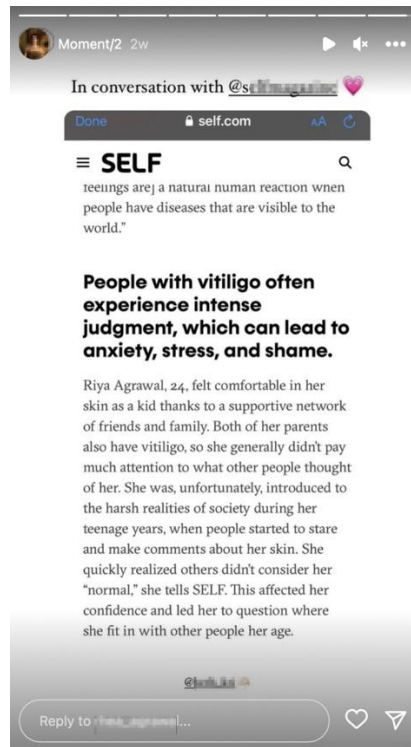 Moment/2 2w
In conversation with
Done self.com AA
SELF
feelings are] a natural human reaction when
people have diseases that are visible to the
world."
People with vitiligo often
experience intense
judgment, which can lead to
anxiety, stress, and shame.
Riya Agrawal, 24, felt comfortable in her
skin as a kid thanks to a supportive network
of friends and family. Both of her parents
also have vitiligo, so she generally didn't pay
much attention to what other people thought
of her. She was, unfortunately, introduced to
the harsh realities of society during her
teenage years, when people started to stare
and make comments about her skin. She
quickly realized others didn't consider her
"normal," she tells SELF. This affected her
confidence and led her to question where
she fit in with other people her age.
Reply to